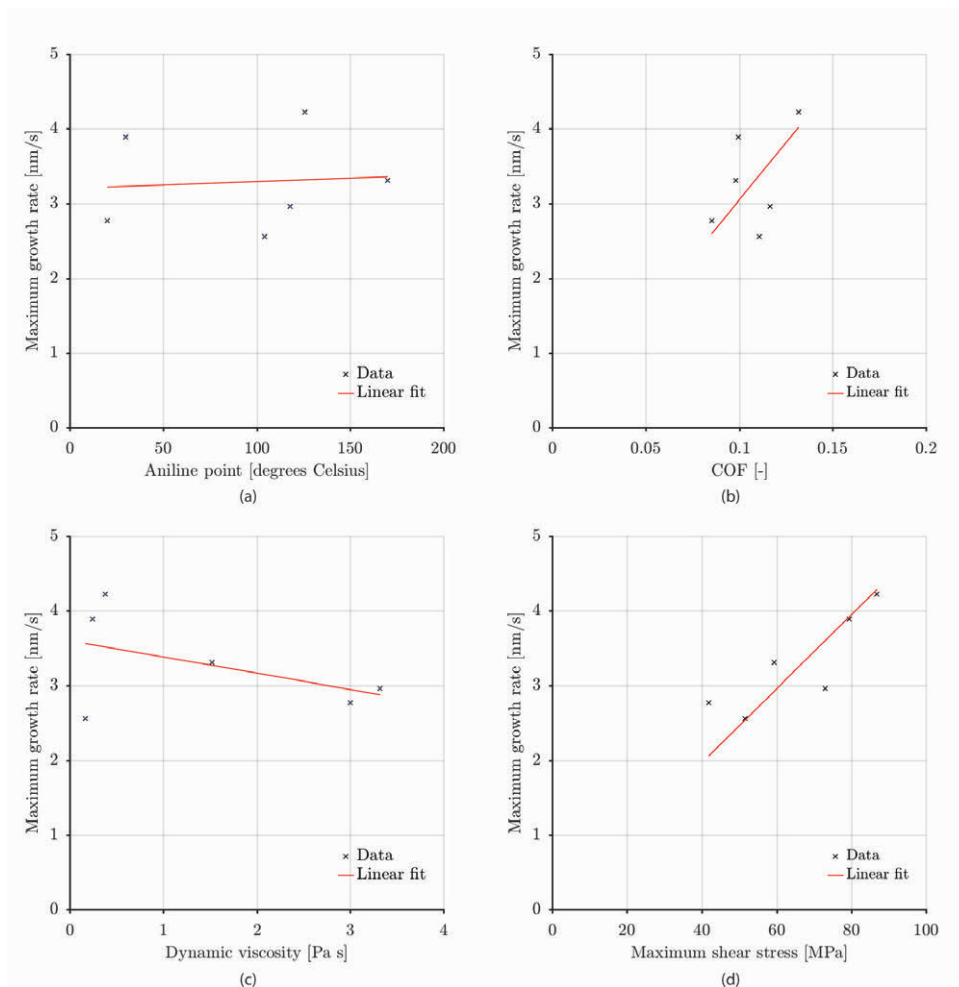 5
4
3
2
1
0
Maximum growth rate [nm/s]
× Data
Linear fit
0 50 100 150 200
Aniline point [degrees Celsius]
(a)
5
4
3
2
1
0
Maximum growth rate [nm/s]
× Data
Linear fit
0 0.05 0.1 0.15 0.2
COF [-]
(b)
5
4
3
2
1
0
Maximum growth rate [nm/s]
× Data
Linear fit
0 1 2 3 4
Dynamic viscosity [Pa s]
(c)
5
4
3
2
1
0
Maximum growth rate [nm/s]
× Data
Linear fit
0 20 40 60 80 100
Maximum shear stress [MPa]
(d)